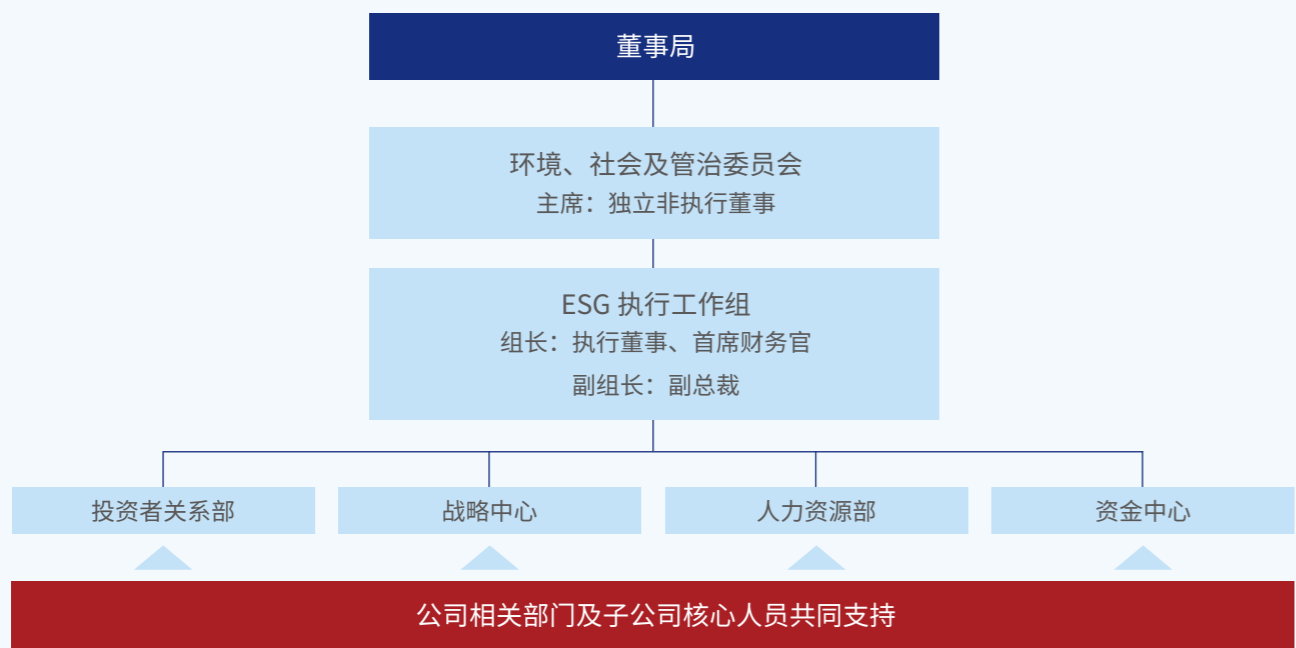 董事局
环境、社会及管治委员会
主席：独立非执行董事
ESG 执行工作组
组长：执行董事、首席财务官
副组长：副总裁
投资者关系部
战略中心
人力资源部
资金中心
公司相关部门及子公司核心人员共同支持